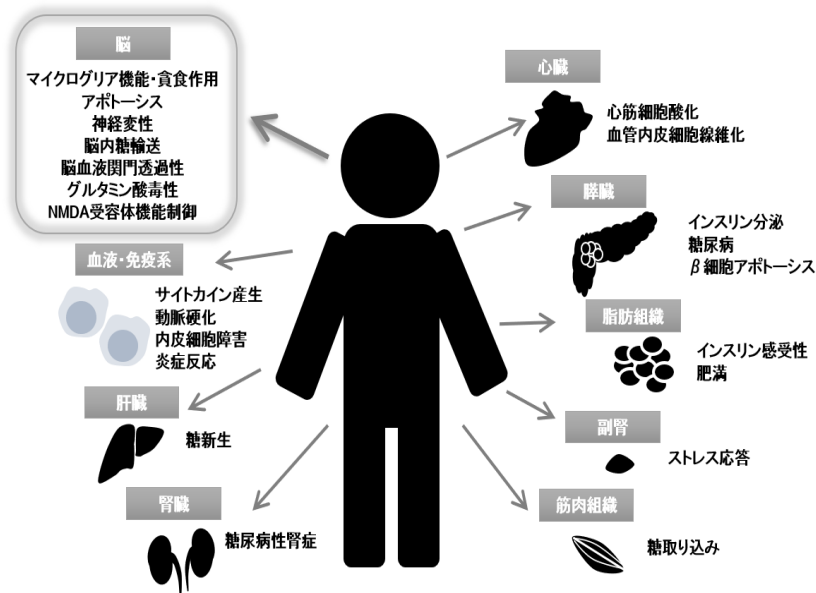 脳
マイクログリア機能・貪食作用
アポトーシス
神経変性
脳内糖輸送
脳血液関門透過性
グルタミン酸毒性
NMDA受容体機能制御
血液・免疫系
サイトカイン産生
動脈硬化
内皮細胞障害
炎症反応
肝臓
糖新生
腎臓
糖尿病性腎症
心臓
心筋細胞酸化
血管内皮細胞線維化
膵臓
インスリン分泌
糖尿病
β細胞アポトーシス
脂肪組織
インスリン感受性
肥満
副腎
ストレス応答
筋肉組織
糖取り込み